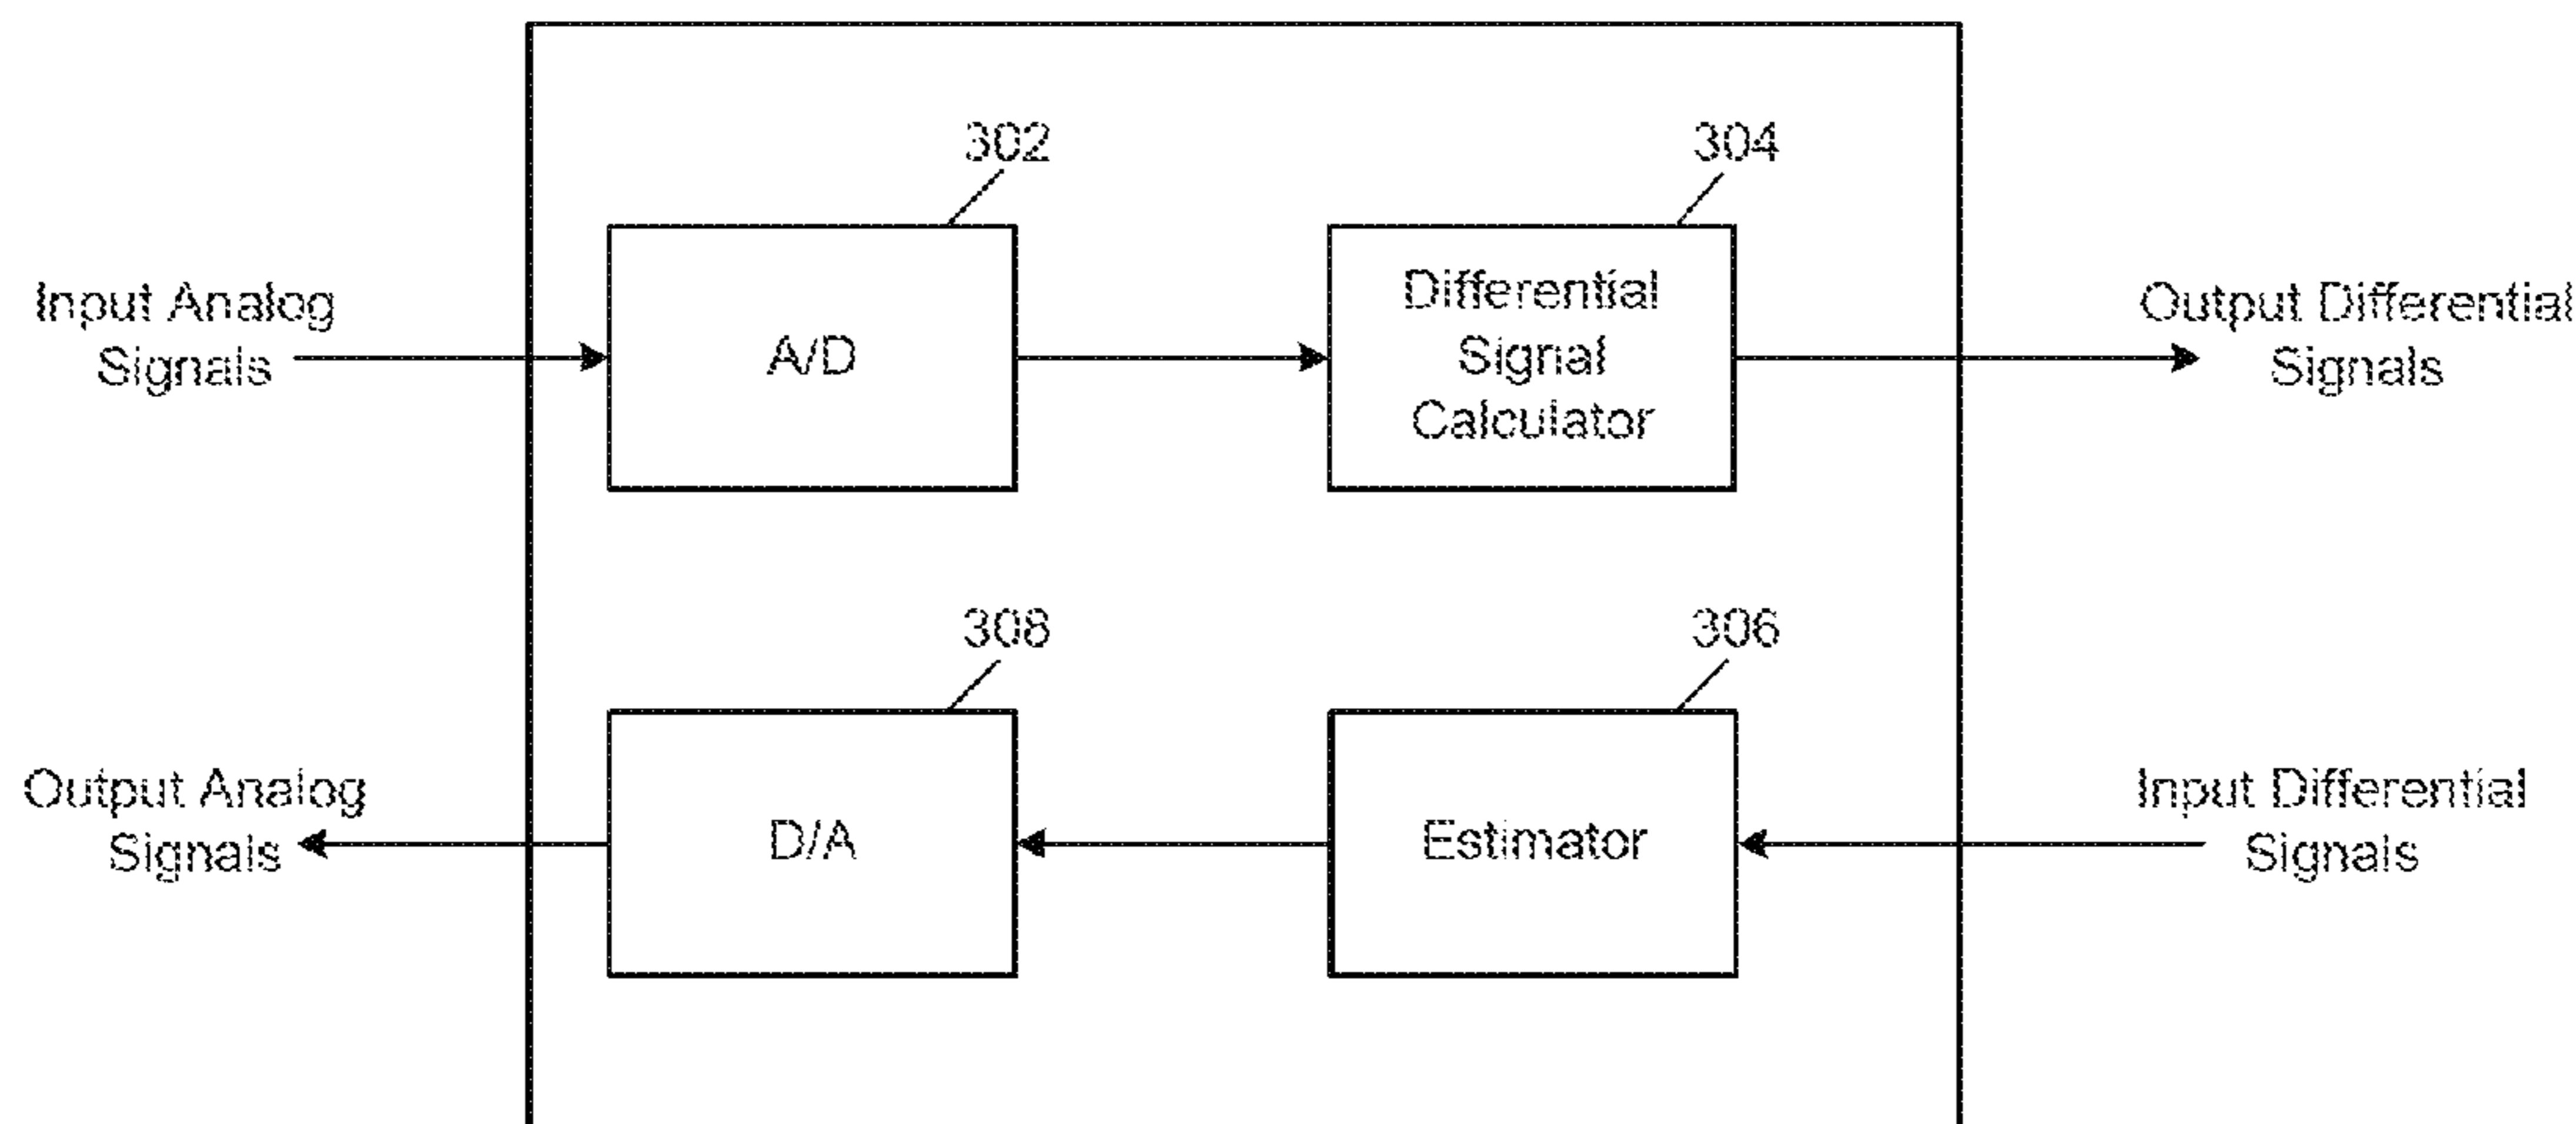 302
304
Input Analog
Signals
A/D
Differential
Signal
Calculator
Output Differential
Signals
308
306
Output Analog
Signals
D/A
Estimator
Input Differential
Signals